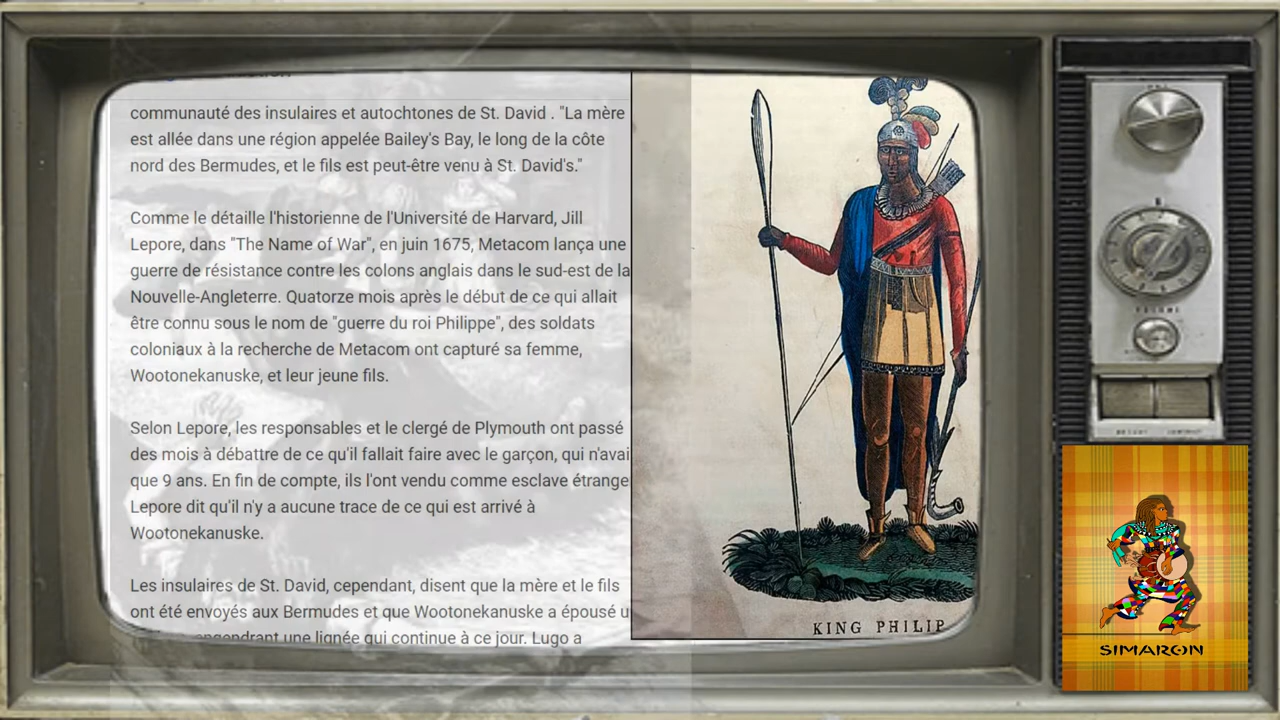 communauté des insulaires et autochtones de St. David . "La mère
est allée dans une région appelée Bailey's Bay, le long de la côte
nord des Bermudes, et le fils est peut-être venu à St. David's."
Comme le détaille l'historienne de l'Université de Harvard, Jill
Lepore, dans "The Name of War", en juin 1675, Metacom lança une
guerre de résistance contre les colons anglais dans le sud-est de la
Nouvelle-Angleterre. Quatorze mois après le début de ce qui allait
être connu sous le nom de "guerre du roi Philippe", des soldats
coloniaux à la recherche de Metacom ont capturé sa femme,
Wootonekanuske, et leur jeune fils.
Selon Lepore, les responsables et le clergé de Plymouth ont passé
des mois à débattre de ce qu'il fallait faire avec le garçon, qui n'avai
que 9 ans. En fin de compte, ils l'ont vendu comme esclave étrange
Lepore dit qu'il n'y a aucune trace de ce qui est arrivé à
Wootonekanuske.
Les insulaires de St. David, cependant, disent que la mère et le fils
ont été envoyés aux Bermudes et que Wootonekanuske a épousé u
engendrant une lignée qui continue à ce jour. Lugo a
KING PHILIP
VOLUME
SIMARON